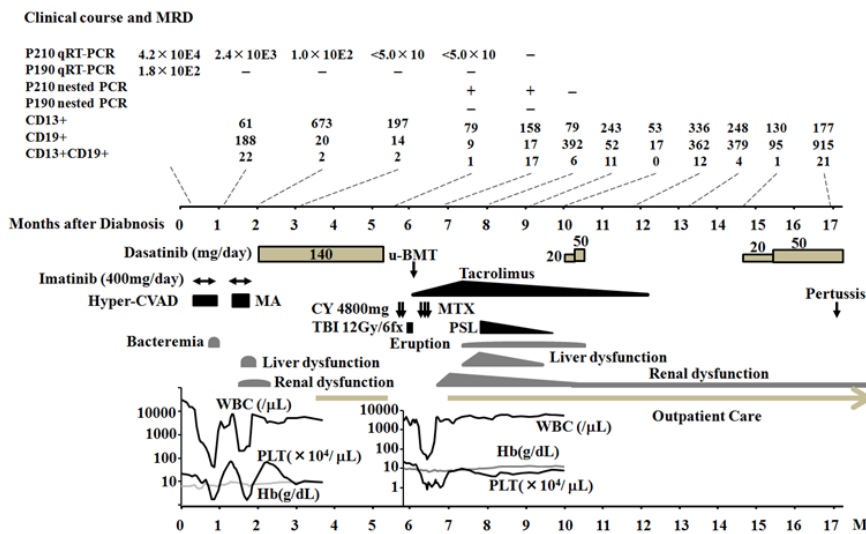 Clinical course and MRD
P210 qRT-PCR 4.2×10E4 2.4×10E3 1.0×10E2 <5.0×10 <5.0×10 –
P190 qRT-PCR 1.8×10E2 – – – – –
P210 nested PCR + + –
P190 nested PCR – –
CD13+ 61 673 197 79 158 79 243 53 336 248 130 177
CD19+ 188 20 14 9 17 392 52 17 362 379 95 915
CD13+CD19+ 22 2 2 1 17 6 11 0 12 4 1 21
Months after Diagnosis 0 1 2 3 4 5 6 7 8 9 10 11 12 13 14 15 16 17
Dasatinib (mg/day) 140 u-BMT 20 50 20 50
Imatinib (400mg/day) Tacrolimus
Hyper-CVAD MA CY 4800mg MTX Pertussis
TBI 12Gy/6fx PSL
Bacteremia Eruption
Liver dysfunction Liver dysfunction
Renal dysfunction Renal dysfunction
Outpatient Care
WBC (/μL) WBC (/μL)
10000 10000
1000 1000
100 100
10 10
1
PLT(×10⁴/μL) Hb(g/dL)
Hb(g/dL) PLT(×10⁴/μL)
0 1 2 3 4 5 6 7 8 9 10 11 12 13 14 15 16 17 M